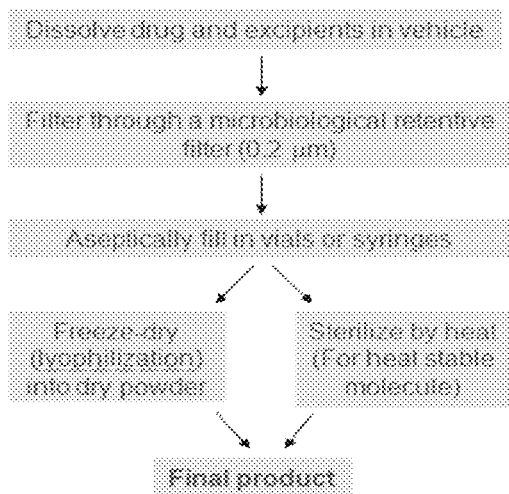 Dissolve drug and excipients in vehicle
Filter through a microbiological retentive
filter (0.2 μm)
Aseptically fill in vials or syringes
Freeze-dry
(lyophilization)
into dry powder
Sterilize by heat
(For heat stable
molecule)
Final product